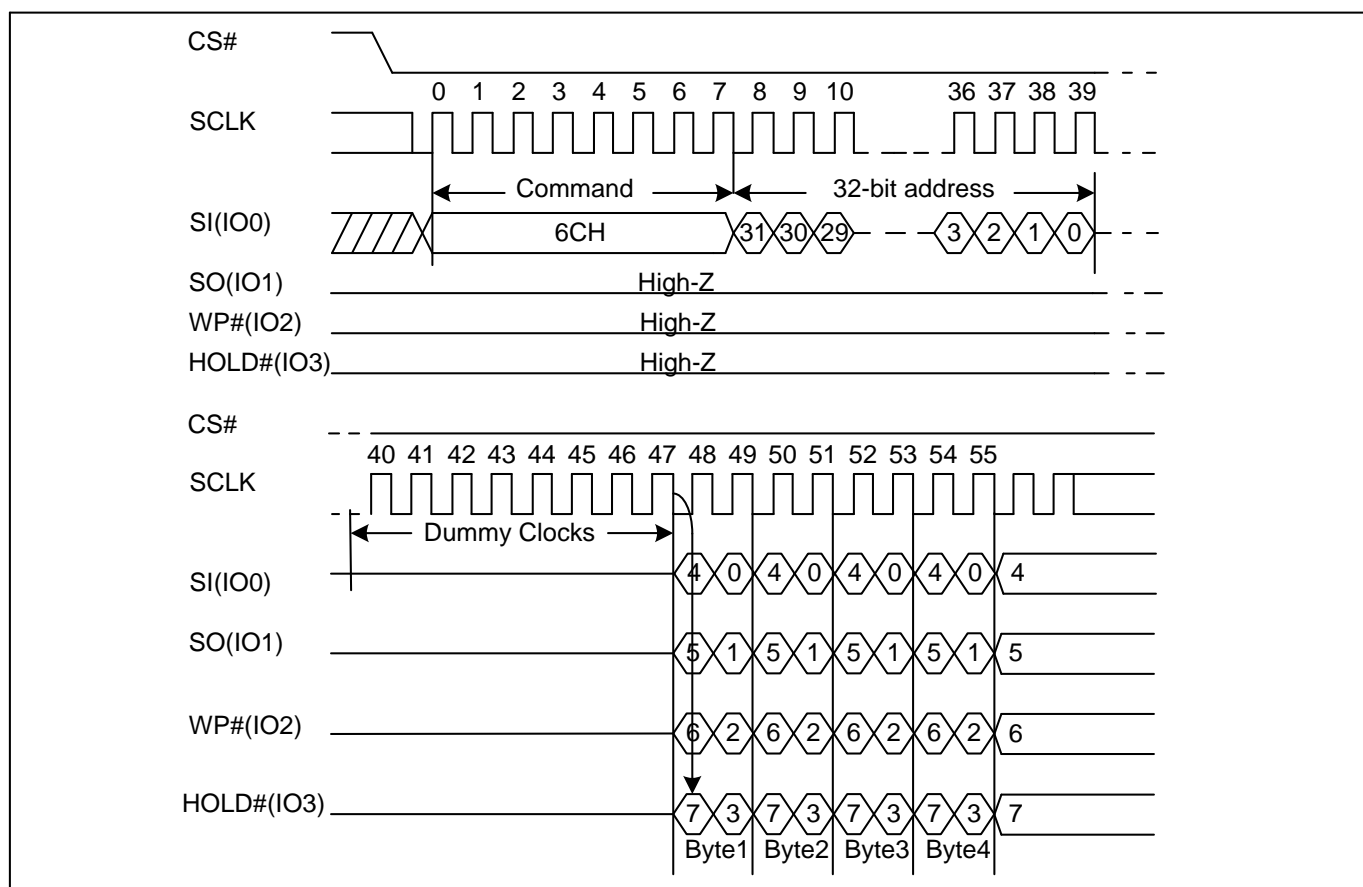 CS#
0 1 2 3 4 5 6 7 8 9 10 36 37 38 39
SCLK
Command 32-bit address
SI(IO0) 6CH 31 30 29 3 2 1 0
SO(IO1) High-Z
WP#(IO2) High-Z
HOLD#(IO3) High-Z
CS#
40 41 42 43 44 45 46 47 48 49 50 51 52 53 54 55
SCLK
Dummy Clocks
SI(IO0) 4 0 4 0 4 0 4 0 4
SO(IO1) 5 1 5 1 5 1 5 1 5
WP#(IO2) 6 2 6 2 6 2 6 2 6
HOLD#(IO3) 7 3 7 3 7 3 7 3 7
Byte1 Byte2 Byte3 Byte4